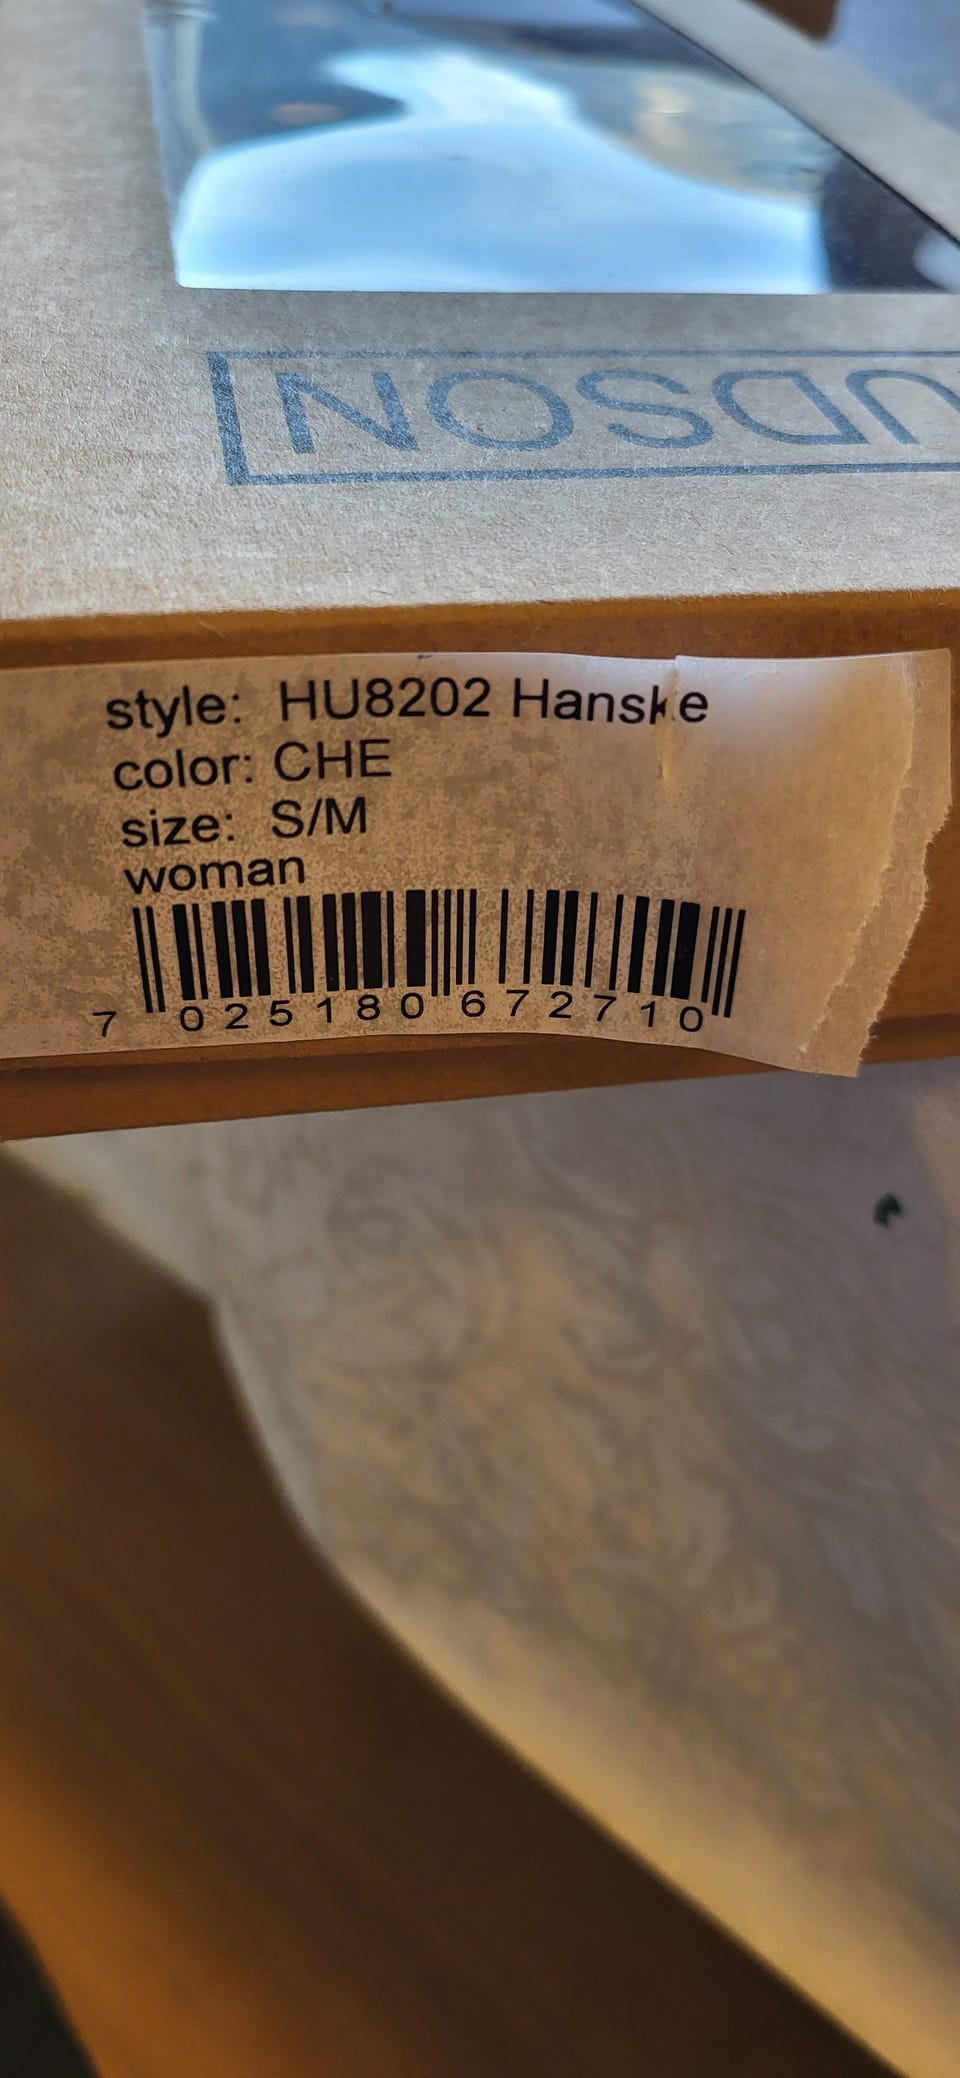 UDSON
style: HU8202 Hanske
color: CHE
size: S/M
woman
7 025180 672710